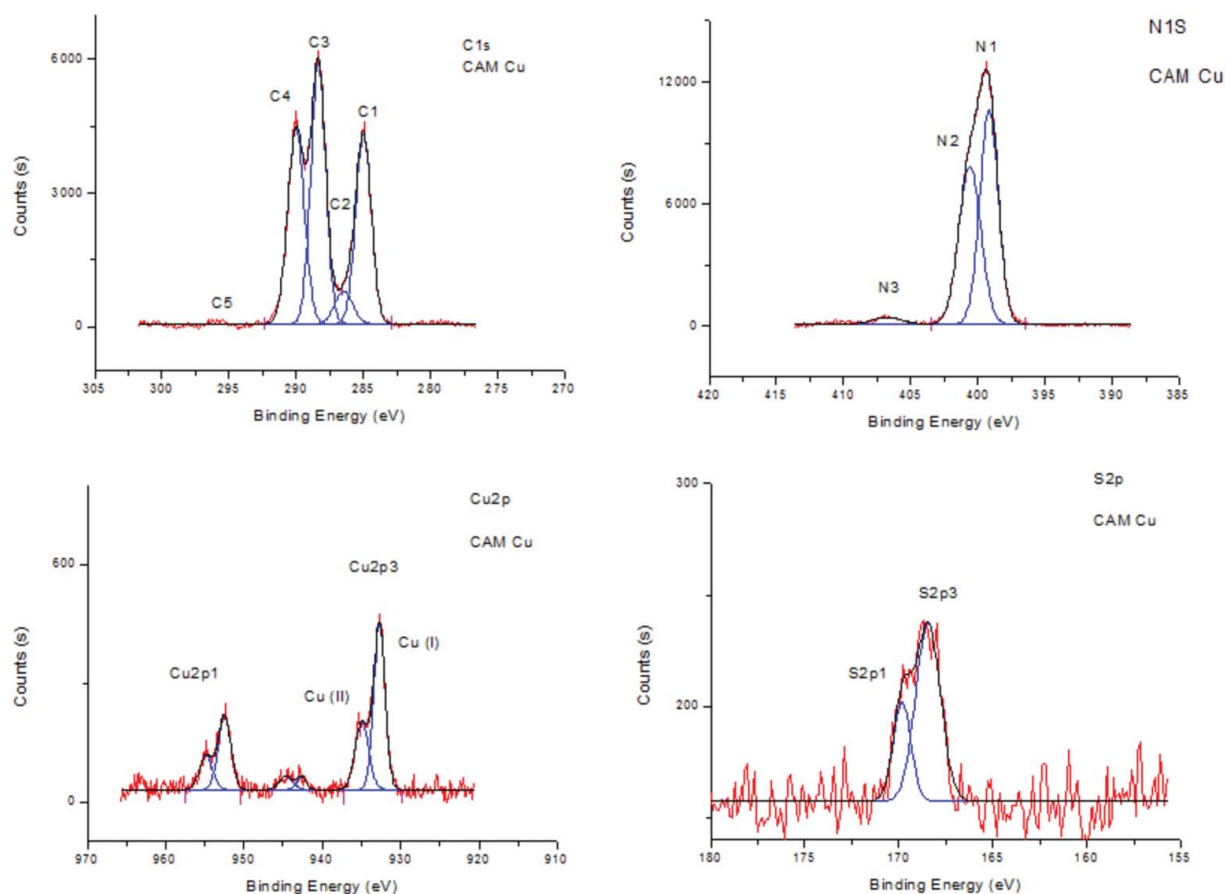 C3
C1s
CAM Cu
6000
C4
C1
Counts (s)
3000
C2
C5
0
305 300 295 290 285 280 275 270
Binding Energy (eV)
N1S
N1
CAM Cu
12000
N2
Counts (s)
6000
N3
0
420 415 410 405 400 395 390 385
Binding Energy (eV)
Cu2p
CAM Cu
600
Cu2p3
Counts (s)
Cu (I)
Cu2p1
Cu (II)
0
970 960 950 940 930 920 910
Binding Energy (eV)
300
S2p
CAM Cu
S2p3
Counts (s)
S2p1
200
180 175 170 165 160 155
Binding Energy (eV)